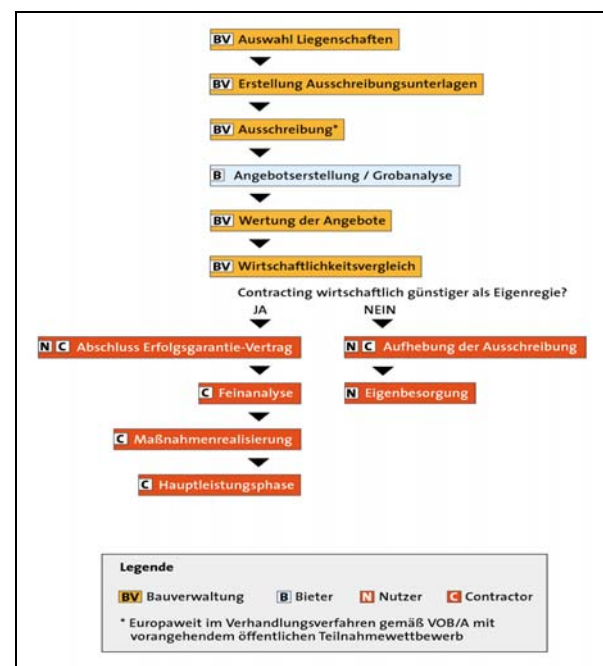 BV Auswahl Liegenschaften
BV Erstellung Ausschreibungsunterlagen
BV Ausschreibung*
B Angebotserstellung / Grobanalyse
BV Wertung der Angebote
BV Wirtschaftlichkeitsvergleich
Contracting wirtschaftlich günstiger als Eigenregie?
JA NEIN
N C Abschluss Erfolgsgarantie-Vertrag N C Aufhebung der Ausschreibung
C Feinanalyse N Eigenbesorgung
C Maßnahmenrealisierung
C Hauptleistungsphase
Legende
BV Bauverwaltung B Bieter N Nutzer C Contractor
* Europaweit im Verhandlungsverfahren gemäß VOB/A mit
vorangehendem öffentlichen Teilnahmewettbewerb